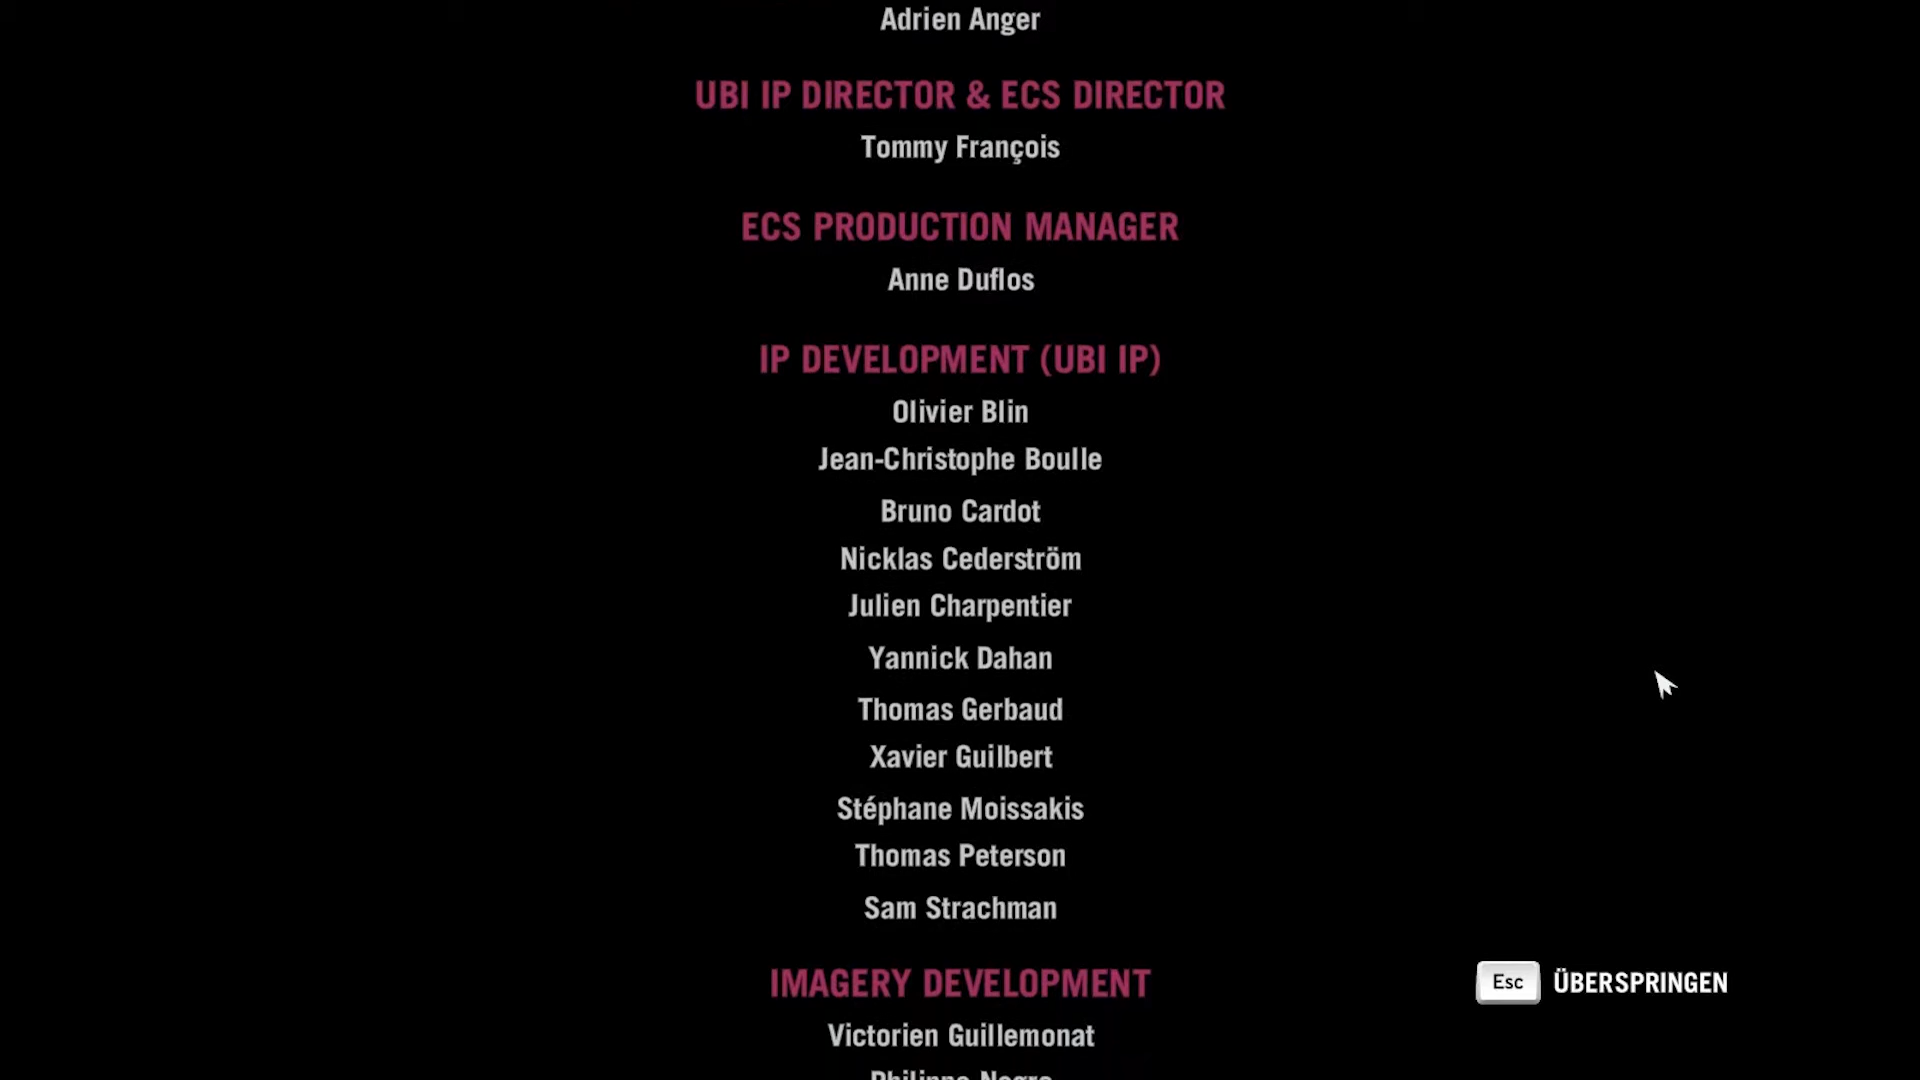 Adrien Anger
UBI IP DIRECTOR & ECS DIRECTOR
Tommy François
ECS PRODUCTION MANAGER
Anne Duflos
IP DEVELOPMENT (UBI IP)
Olivier Blin
Jean-Christophe Boulle
Bruno Cardot
Nicklas Cederström
Julien Charpentier
Yannick Dahan
Thomas Gerbaud
Xavier Guilbert
Stéphane Moissakis
Thomas Peterson
Sam Strachman
IMAGERY DEVELOPMENT
Esc ÜBERSPRINGEN
Victorien Guillemonat
Philippe